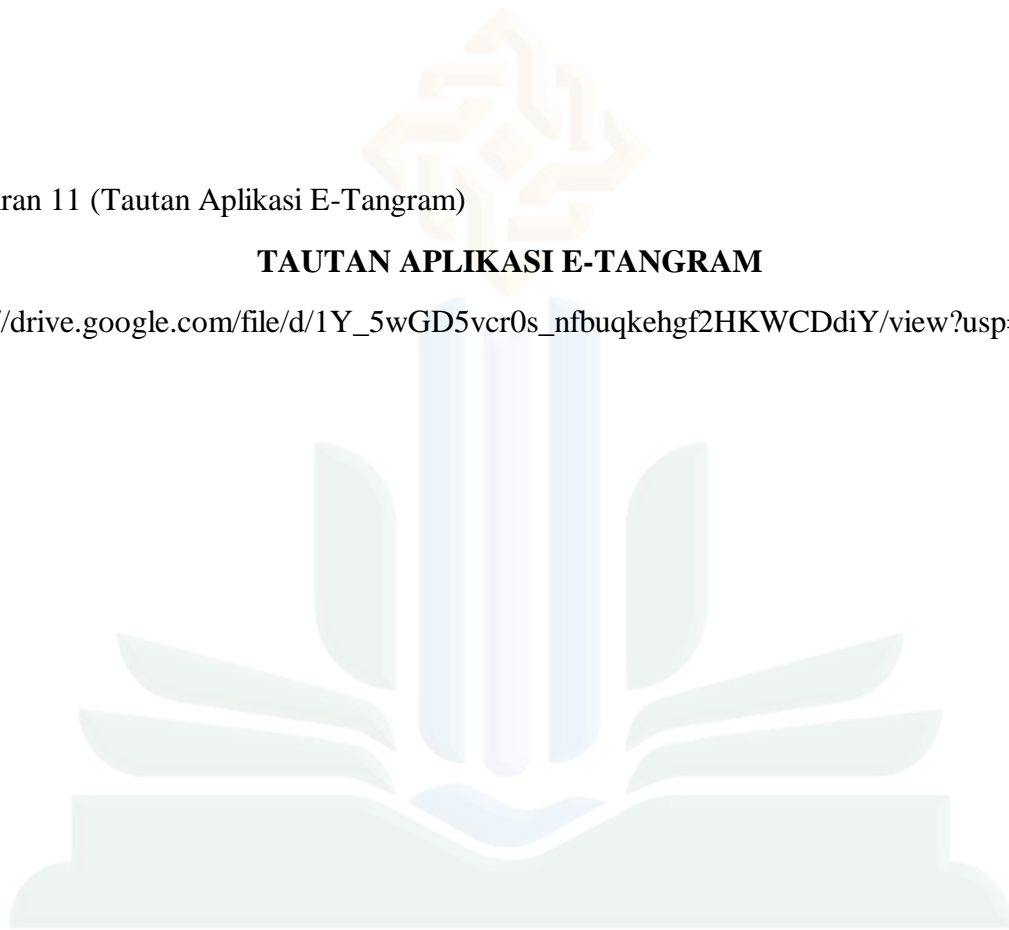 ran 11 (Tautan Aplikasi E-Tangram)
TAUTAN APLIKASI E-TANGRAM
//drive.google.com/file/d/1Y_5wGD5vcr0s_nfbuqkehgf2HKWCDdiY/view?usp=